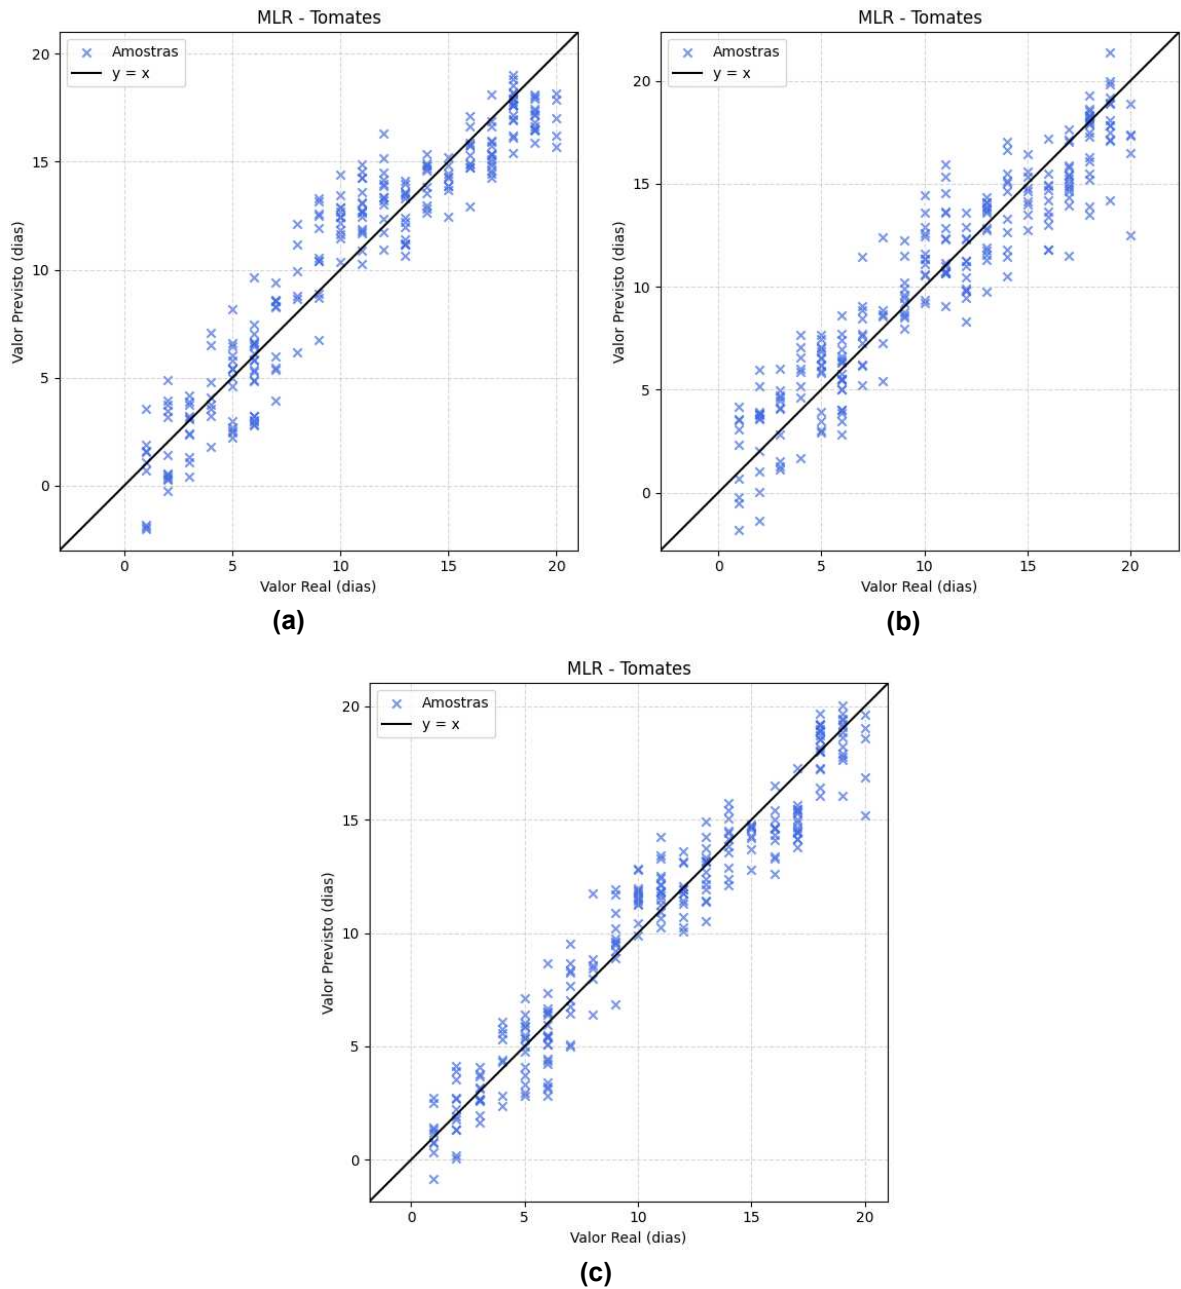 MLR - Tomates
Amostras
y = x
Valor Previsto (dias)
20
15
10
5
0
0 5 10 15 20
Valor Real (dias)
(a)
MLR - Tomates
Amostras
y = x
Valor Previsto (dias)
20
15
10
5
0
0 5 10 15 20
Valor Real (dias)
(b)
MLR - Tomates
Amostras
y = x
Valor Previsto (dias)
20
15
10
5
0
0 5 10 15 20
Valor Real (dias)
(c)